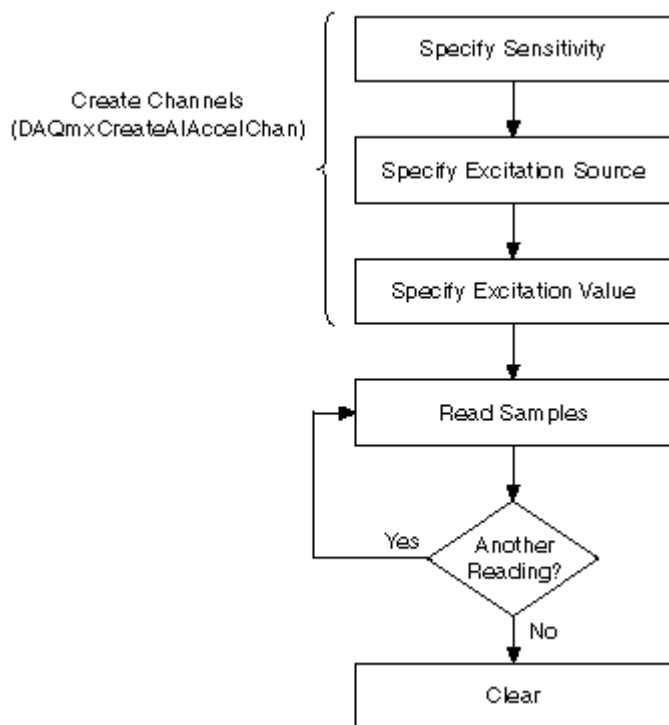 Specify Sensitivity
Create Channels
(DAQmxCreateAIAccelChan)
Specify Excitation Source
Specify Excitation Value
Read Samples
Yes
Another
Reading?
No
Clear